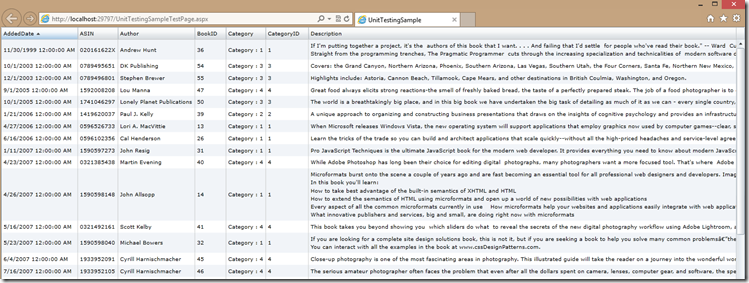 http://localhost:29797/UnitTestingSampleTestPage.aspx
UnitTestingSample
AddedDate ASIN Author BookID Category CategoryID Description
11/30/1999 12:00:00 AM 020161622X Andrew Hunt 36 Category : 1 1 If I'm putting together a project, it's the authors of this book that I want. . . . And failing that I'd settle for people who've read their book." -- Ward
Straight from the programming trenches, The Pragmatic Programmer cuts through the increasing specialization and technicalities of modern software
10/1/2003 12:00:00 AM 0789495651 DK Publishing 54 Category : 3 3 Covers: the Grand Canyon, Northern Arizona, Phoenix, Southern Arizona, Las Vegas, Southern Utah, the Four Corners, Santa Fe, Northern New Mexico,
12/1/2003 12:00:00 AM 0789496801 Stephen Brewer 55 Category : 3 3 Highlights include: Astoria, Cannon Beach, Tillamook, Cape Mears, and other destinations in British Coulmia, Washington, and Oregon.
9/1/2005 12:00:00 AM 1592008208 Lou Manna 47 Category : 4 4 Great food always elicits strong reactions-the smell of freshly baked bread, the taste of a perfectly prepared steak. The job of a food photographer is to
10/1/2005 12:00:00 AM 1741046297 Lonely Planet Publications 50 Category : 3 3 The world is a breathtakingly big place, and in this big book we have undertaken the big task of detailing as much of it as we can - every single country,
1/21/2006 12:00:00 AM 1419620037 Paul J. Kelly 39 Category : 2 2 A unique approach to organizing and constructing business presentations that draws on the insights of cognitive psychology and provides an
4/27/2006 12:00:00 AM 0596526733 Lori A. MacVittie 13 Category : 1 1 When Microsoft releases Windows Vista, the new operating system will support applications that employ graphics now used by computer games--clear,
6/16/2006 12:00:00 AM 0596102356 Cal Henderson 26 Category : 1 1 Learn the tricks of the trade so you can build and architect applications that scale quickly--without all the high-priced headaches and service-level
1/11/2007 12:00:00 AM 1590597273 John Resig 31 Category : 1 1 Pro JavaScript Techniques is the ultimate JavaScript book for the modern web developer. It provides everything you need to know about modern
4/23/2007 12:00:00 AM 0321385438 Martin Evening 40 Category : 4 4 While Adobe Photoshop has long been their choice for editing digital photographs, many photographers want a more focused tool. That's where Adobe
4/26/2007 12:00:00 AM 1590598148 John Allsopp 14 Category : 1 1 Microformats burst onto the scene a couple of years ago and are fast becoming an essential tool for all professional web designers and developers.
In this book you'll learn:
How to take best advantage of the built-in semantics of XHTML and HTML
How to extend the semantics of HTML using microformats and open up a world of new possibilities with web applications
Every aspect of all the common microformats currently in use How microformats help your websites and applications easily integrate with web
What innovative publishers and services, big and small, are doing right now with microformats
5/16/2007 12:00:00 AM 0321492161 Scott Kelby 41 Category : 4 4 This book takes you beyond showing you which sliders do what to reveal the secrets of the new digital photography workflow using Adobe Lightroom,
5/23/2007 12:00:00 AM 1590598040 Michael Bowers 32 Category : 1 1 If you are looking for a complete site design solutions book, this is not it, but if you are seeking a book to help you solve many common
You can interact with all the examples in the book at www.cssDesignPatterns.com.
6/4/2007 12:00:00 AM 1933952091 Cyrill Harnischmacher 45 Category : 4 4 Close-up photography is one of the most fascinating areas in photography. This illustrated guide will take the reader on a journey into the wonderful
7/16/2007 12:00:00 AM 1933952105 Cyrill Harnischmacher 46 Category : 4 4 The serious amateur photographer often faces the problem that even after all the dollars spent on camera, lenses, computer gear, and software, the